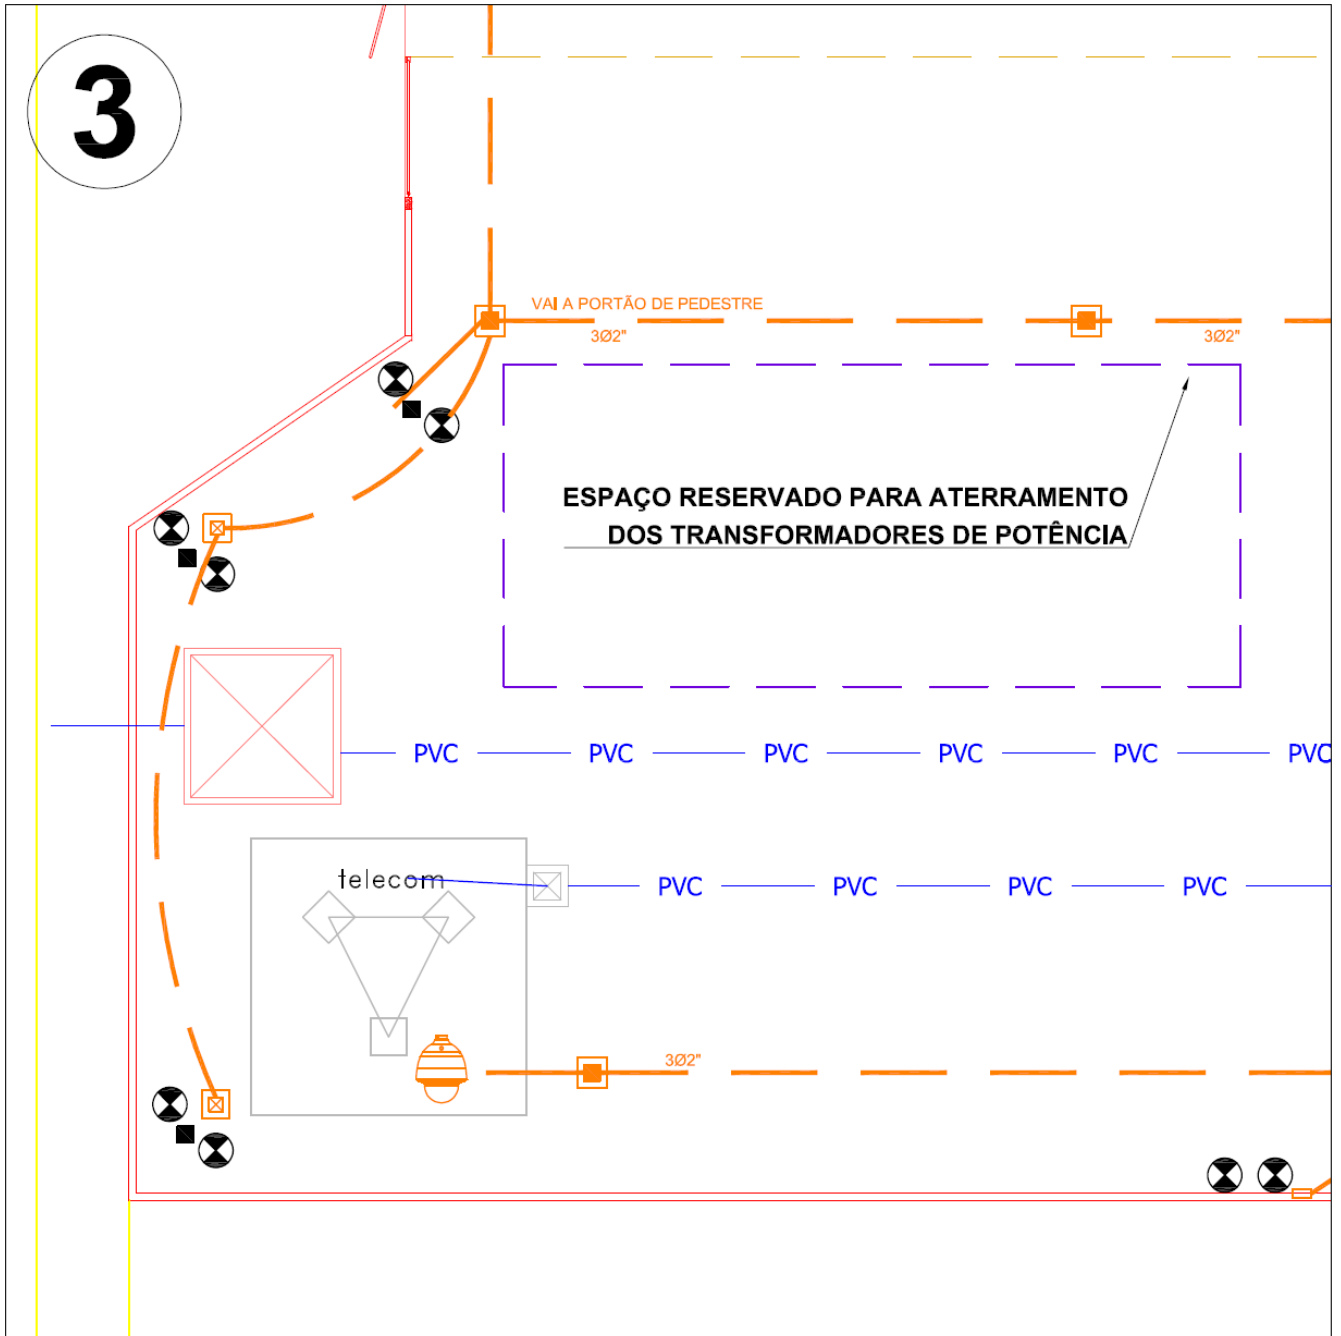 3
VAI A PORTÃO DE PEDESTRE
3Ø2"
3Ø2"
ESPAÇO RESERVADO PARA ATERRAMENTO
DOS TRANSFORMADORES DE POTÊNCIA
PVC PVC PVC PVC PVC PVC
telecom
PVC PVC PVC PVC
3Ø2"